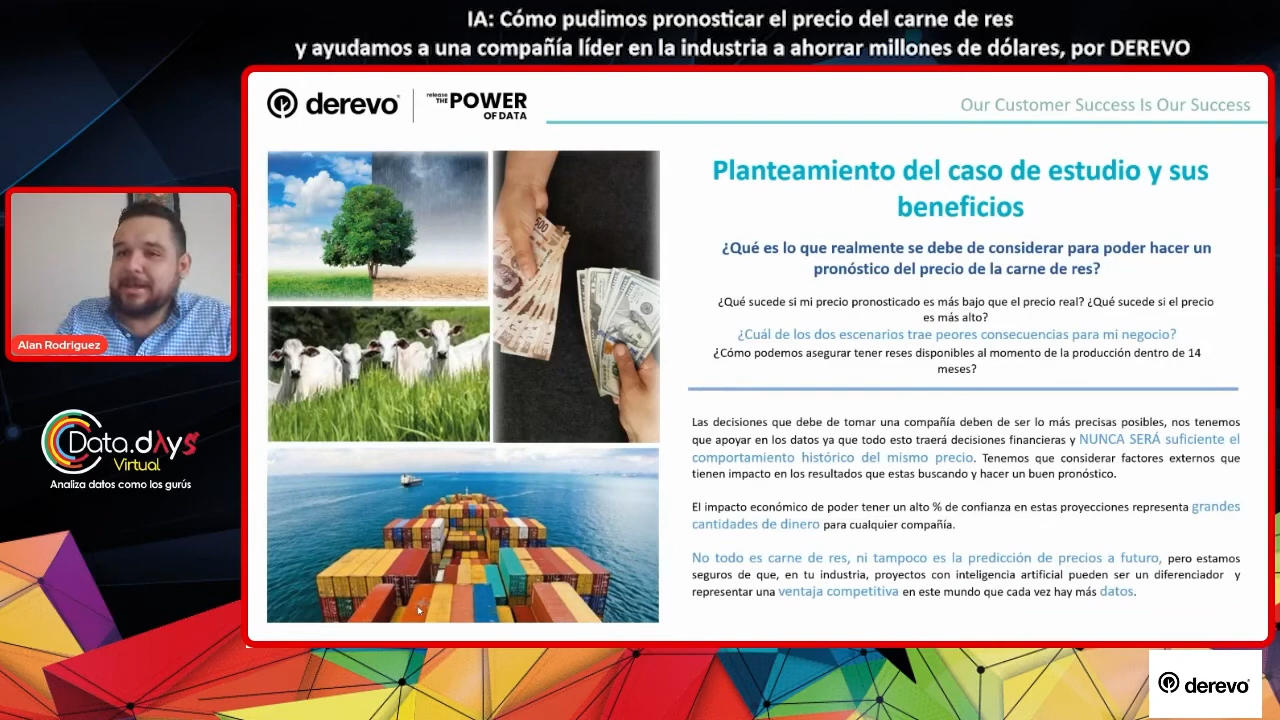 IA: Cómo pudimos pronosticar el precio del carne de res
y ayudamos a una compañía líder en la industria a ahorrar millones de dólares, por DEREVO
derevo
release
THE POWER
OF DATA
Our Customer Success Is Our Success
Planteamiento del caso de estudio y sus
beneficios
¿Qué es lo que realmente se debe de considerar para poder hacer un
pronóstico del precio de la carne de res?
¿Qué sucede si mi precio pronosticado es más bajo que el precio real? ¿Qué sucede si el precio
es más alto?
¿Cuál de los dos escenarios trae peores consecuencias para mi negocio?
¿Cómo podemos asegurar tener reses disponibles al momento de la producción dentro de 14
meses?
Las decisiones que debe de tomar una compañía deben de ser lo más precisas posibles, nos tenemos
que apoyar en los datos ya que todo esto traerá decisiones financieras y NUNCA SERÁ suficiente el
comportamiento histórico del mismo precio. Tenemos que considerar factores externos que
tienen impacto en los resultados que estas buscando y hacer un buen pronóstico.
El impacto económico de poder tener un alto % de confianza en estas proyecciones representa grandes
cantidades de dinero para cualquier compañía.
No todo es carne de res, ni tampoco es la predicción de precios a futuro, pero estamos
seguros de que, en tu industria, proyectos con inteligencia artificial pueden ser un diferenciador y
representar una ventaja competitiva en este mundo que cada vez hay más datos.
Alan Rodriguez
Data.days
Virtual
Analiza datos como los gurús
derevo